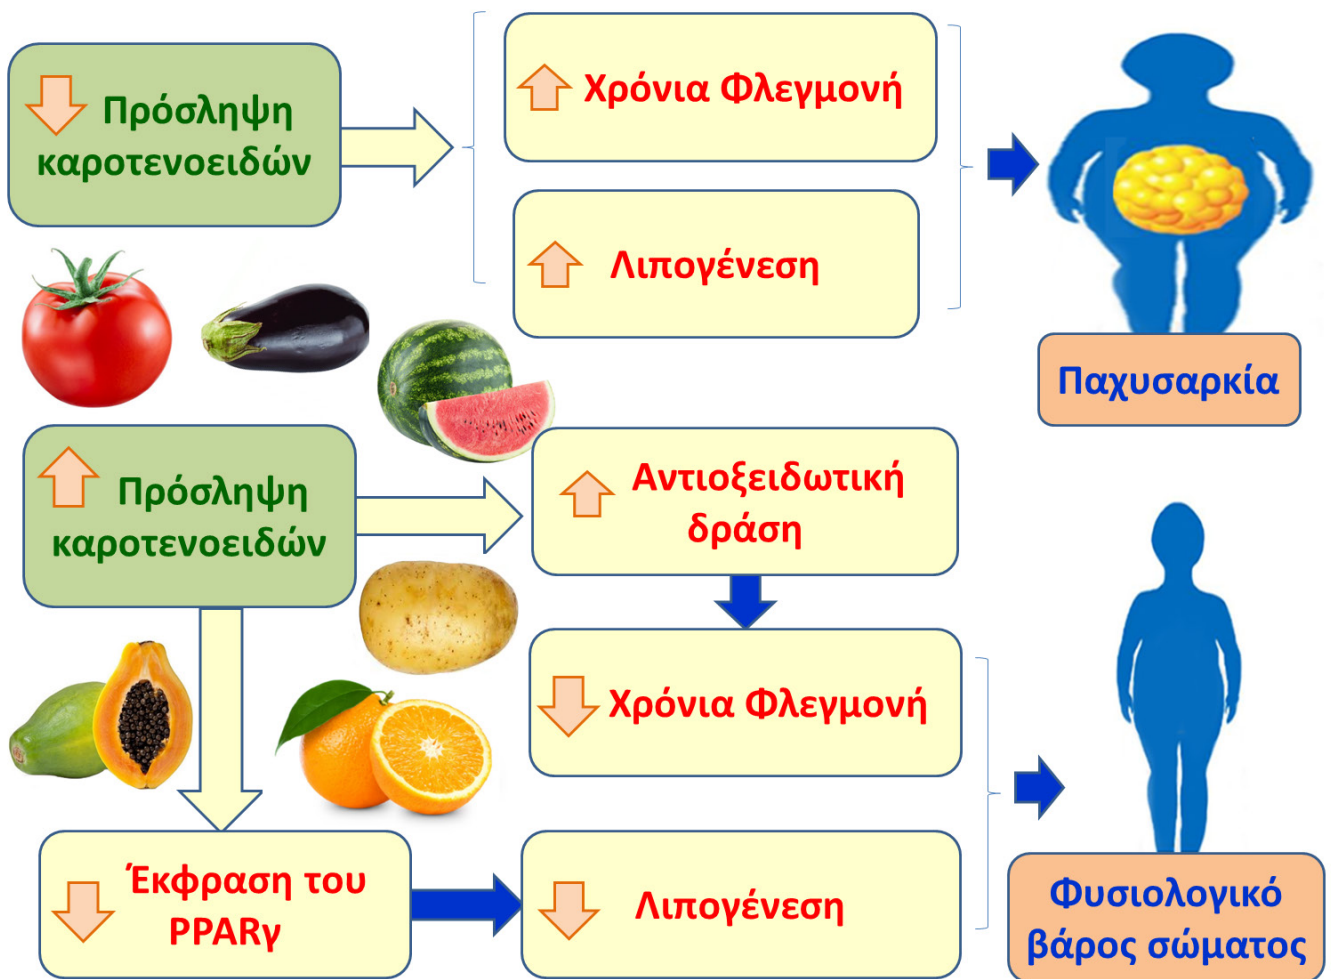 Πρόσληψη
καροτενοειδών
Χρόνια Φλεγμονή
Λιπογένεση
Παχυσαρκία
Πρόσληψη
καροτενοειδών
Αντιοξειδωτική
δράση
Χρόνια Φλεγμονή
Έκφραση του
PPARγ
Λιπογένεση
Φυσιολογικό
βάρος σώματος